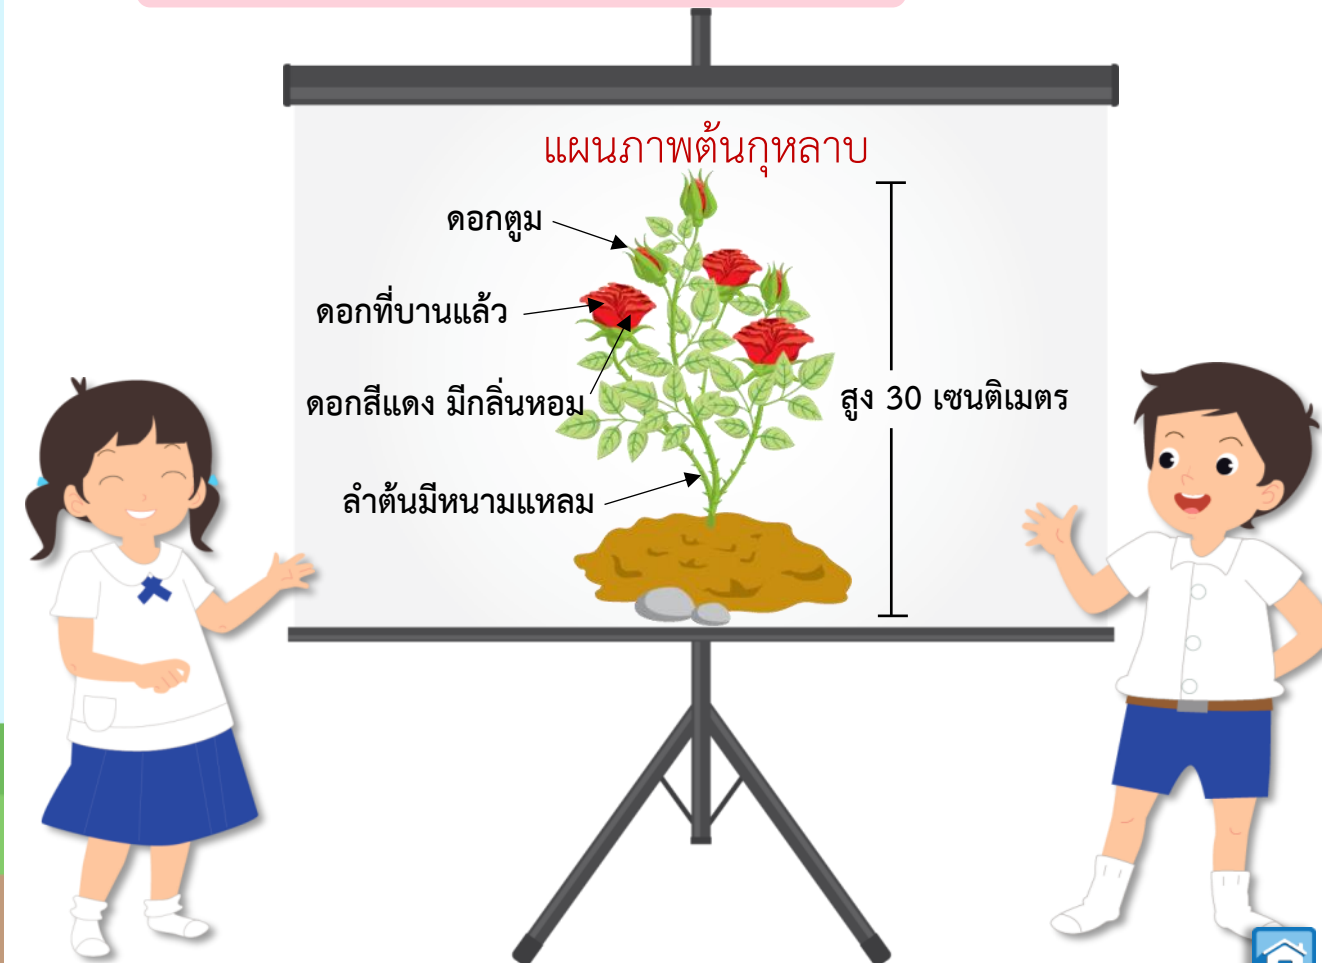 แผนภาพต้นกุหลาบ
ดอกตูม
ดอกที่บานแล้ว
ดอกสีแดง มีกลิ่นหอม
สูง 30 เซนติเมตร
ลำต้นมีหนามแหลม